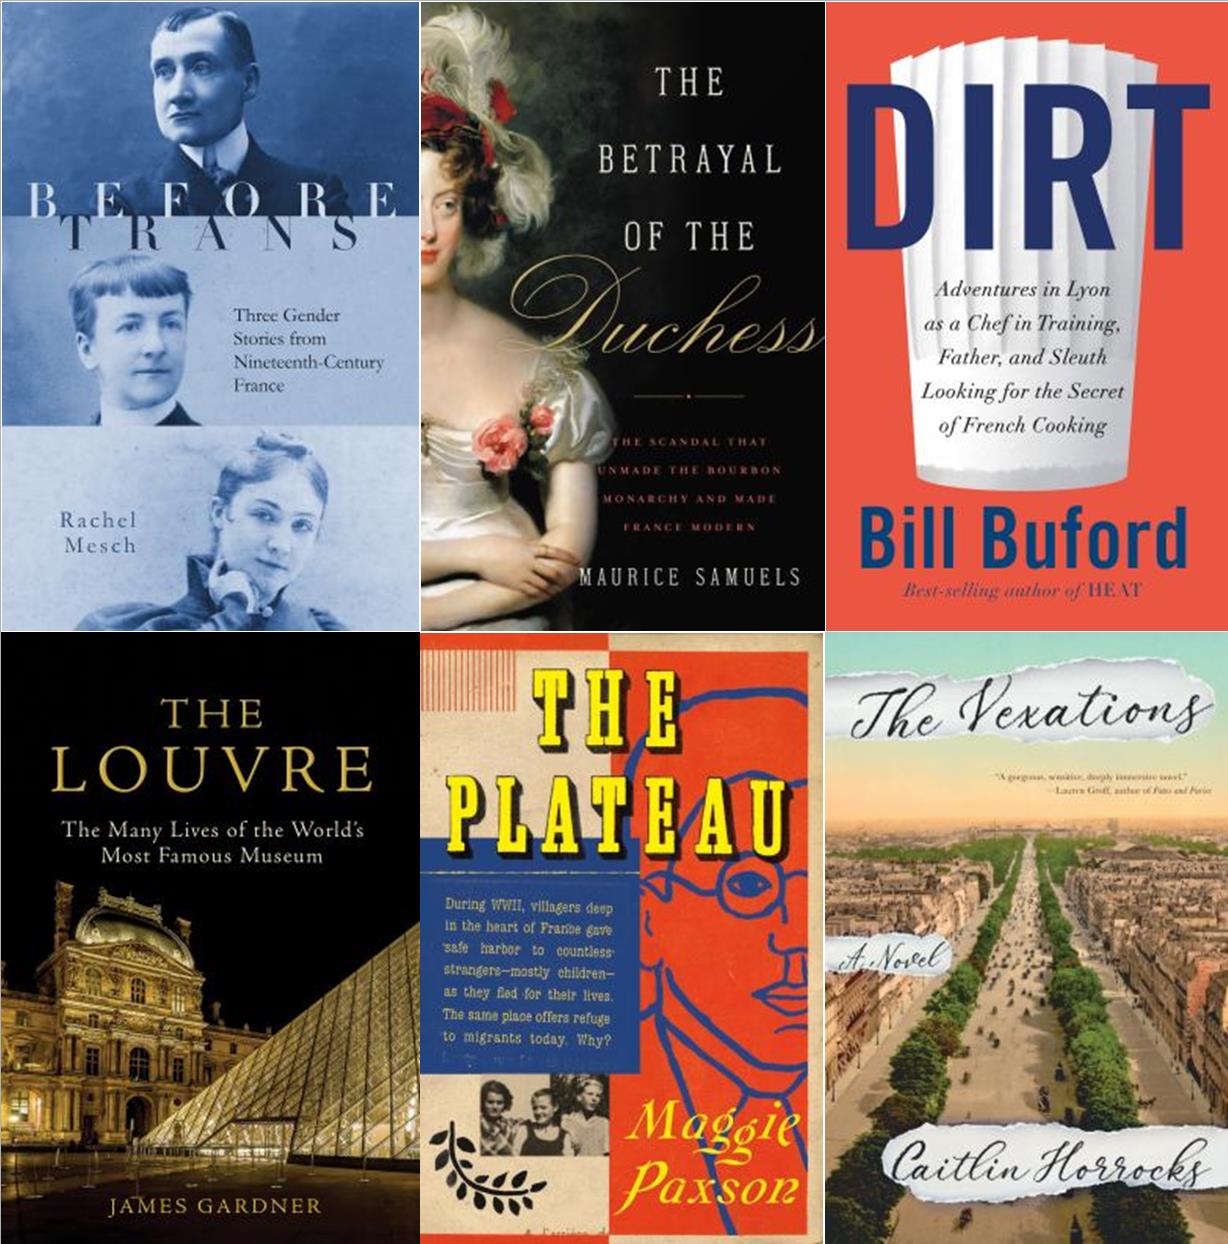 BEFORE
TRANS
Three Gender
Stories from
Nineteenth-Century
France
Rachel
Mesch
THE
BETRAYAL
OF THE
Duchess
THE SCANDAL THAT
UNMADE THE BOURBON
MONARCHY AND MADE
FRANCE MODERN
MAURICE SAMUELS
DIRT
Adventures in Lyon
as a Chef in Training,
Father, and Sleuth
Looking for the Secret
of French Cooking
Bill Buford
Best-selling author of HEAT
THE
LOUVRE
The Many Lives of the World's
Most Famous Museum
JAMES GARDNER
THE
PLATEAU
During WWII, villagers deep
in the heart of France gave
safe harbor to countless
strangers—mostly children—
as they fled for their lives.
The same place offers refuge
to migrants today. Why?
Maggie
Paxson
The Vexations
"A gorgeous, sensitive, deeply immersive novel."
—Lauren Groff, author of Fates and Furies
A Novel
Caitlin Horrocks